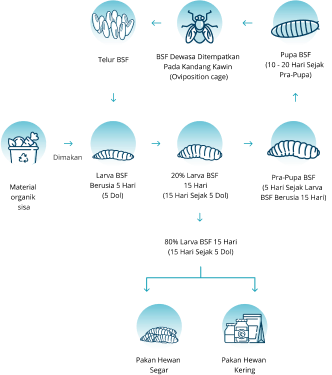 Telur BSF
BSF Dewasa Ditempatkan
Pada Kandang Kawin
(Oviposition cage)
Pupa BSF
(10 - 20 Hari Sejak
Pra-Pupa)
Material
organik
sisa
Dimakan
Larva BSF
Berusia 5 Hari
(5 Dol)
20% Larva BSF
15 Hari
(15 Hari Sejak 5 Dol)
Pra-Pupa BSF
(5 Hari Sejak Larva
BSF Berusia 15 Hari)
80% Larva BSF 15 Hari
(15 Hari Sejak 5 Dol)
Pakan Hewan
Segar
Pakan Hewan
Kering